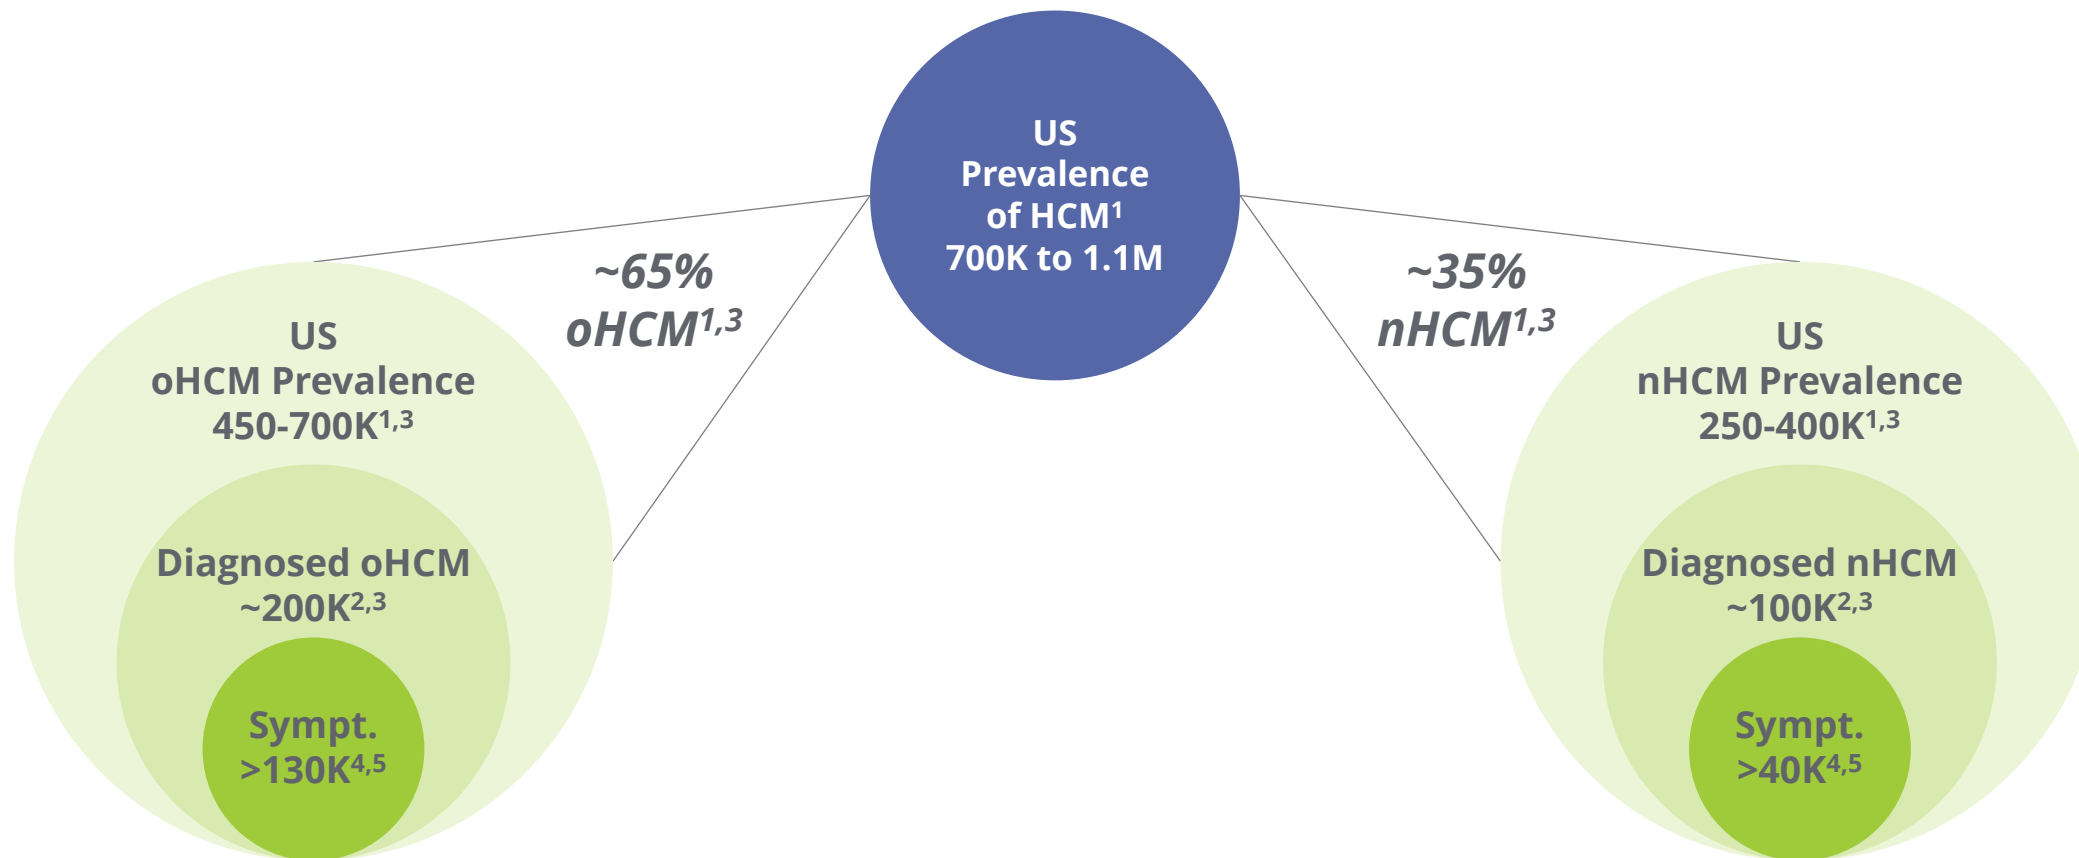 US
Prevalence
of HCM¹
700K to 1.1M
~65%
oHCM¹,³
~35%
nHCM¹,³
US
oHCM Prevalence
450-700K¹,³
Diagnosed oHCM
~200K²,³
Sympt.
>130K⁴,⁵
US
nHCM Prevalence
250-400K¹,³
Diagnosed nHCM
~100K²,³
Sympt.
>40K⁴,⁵